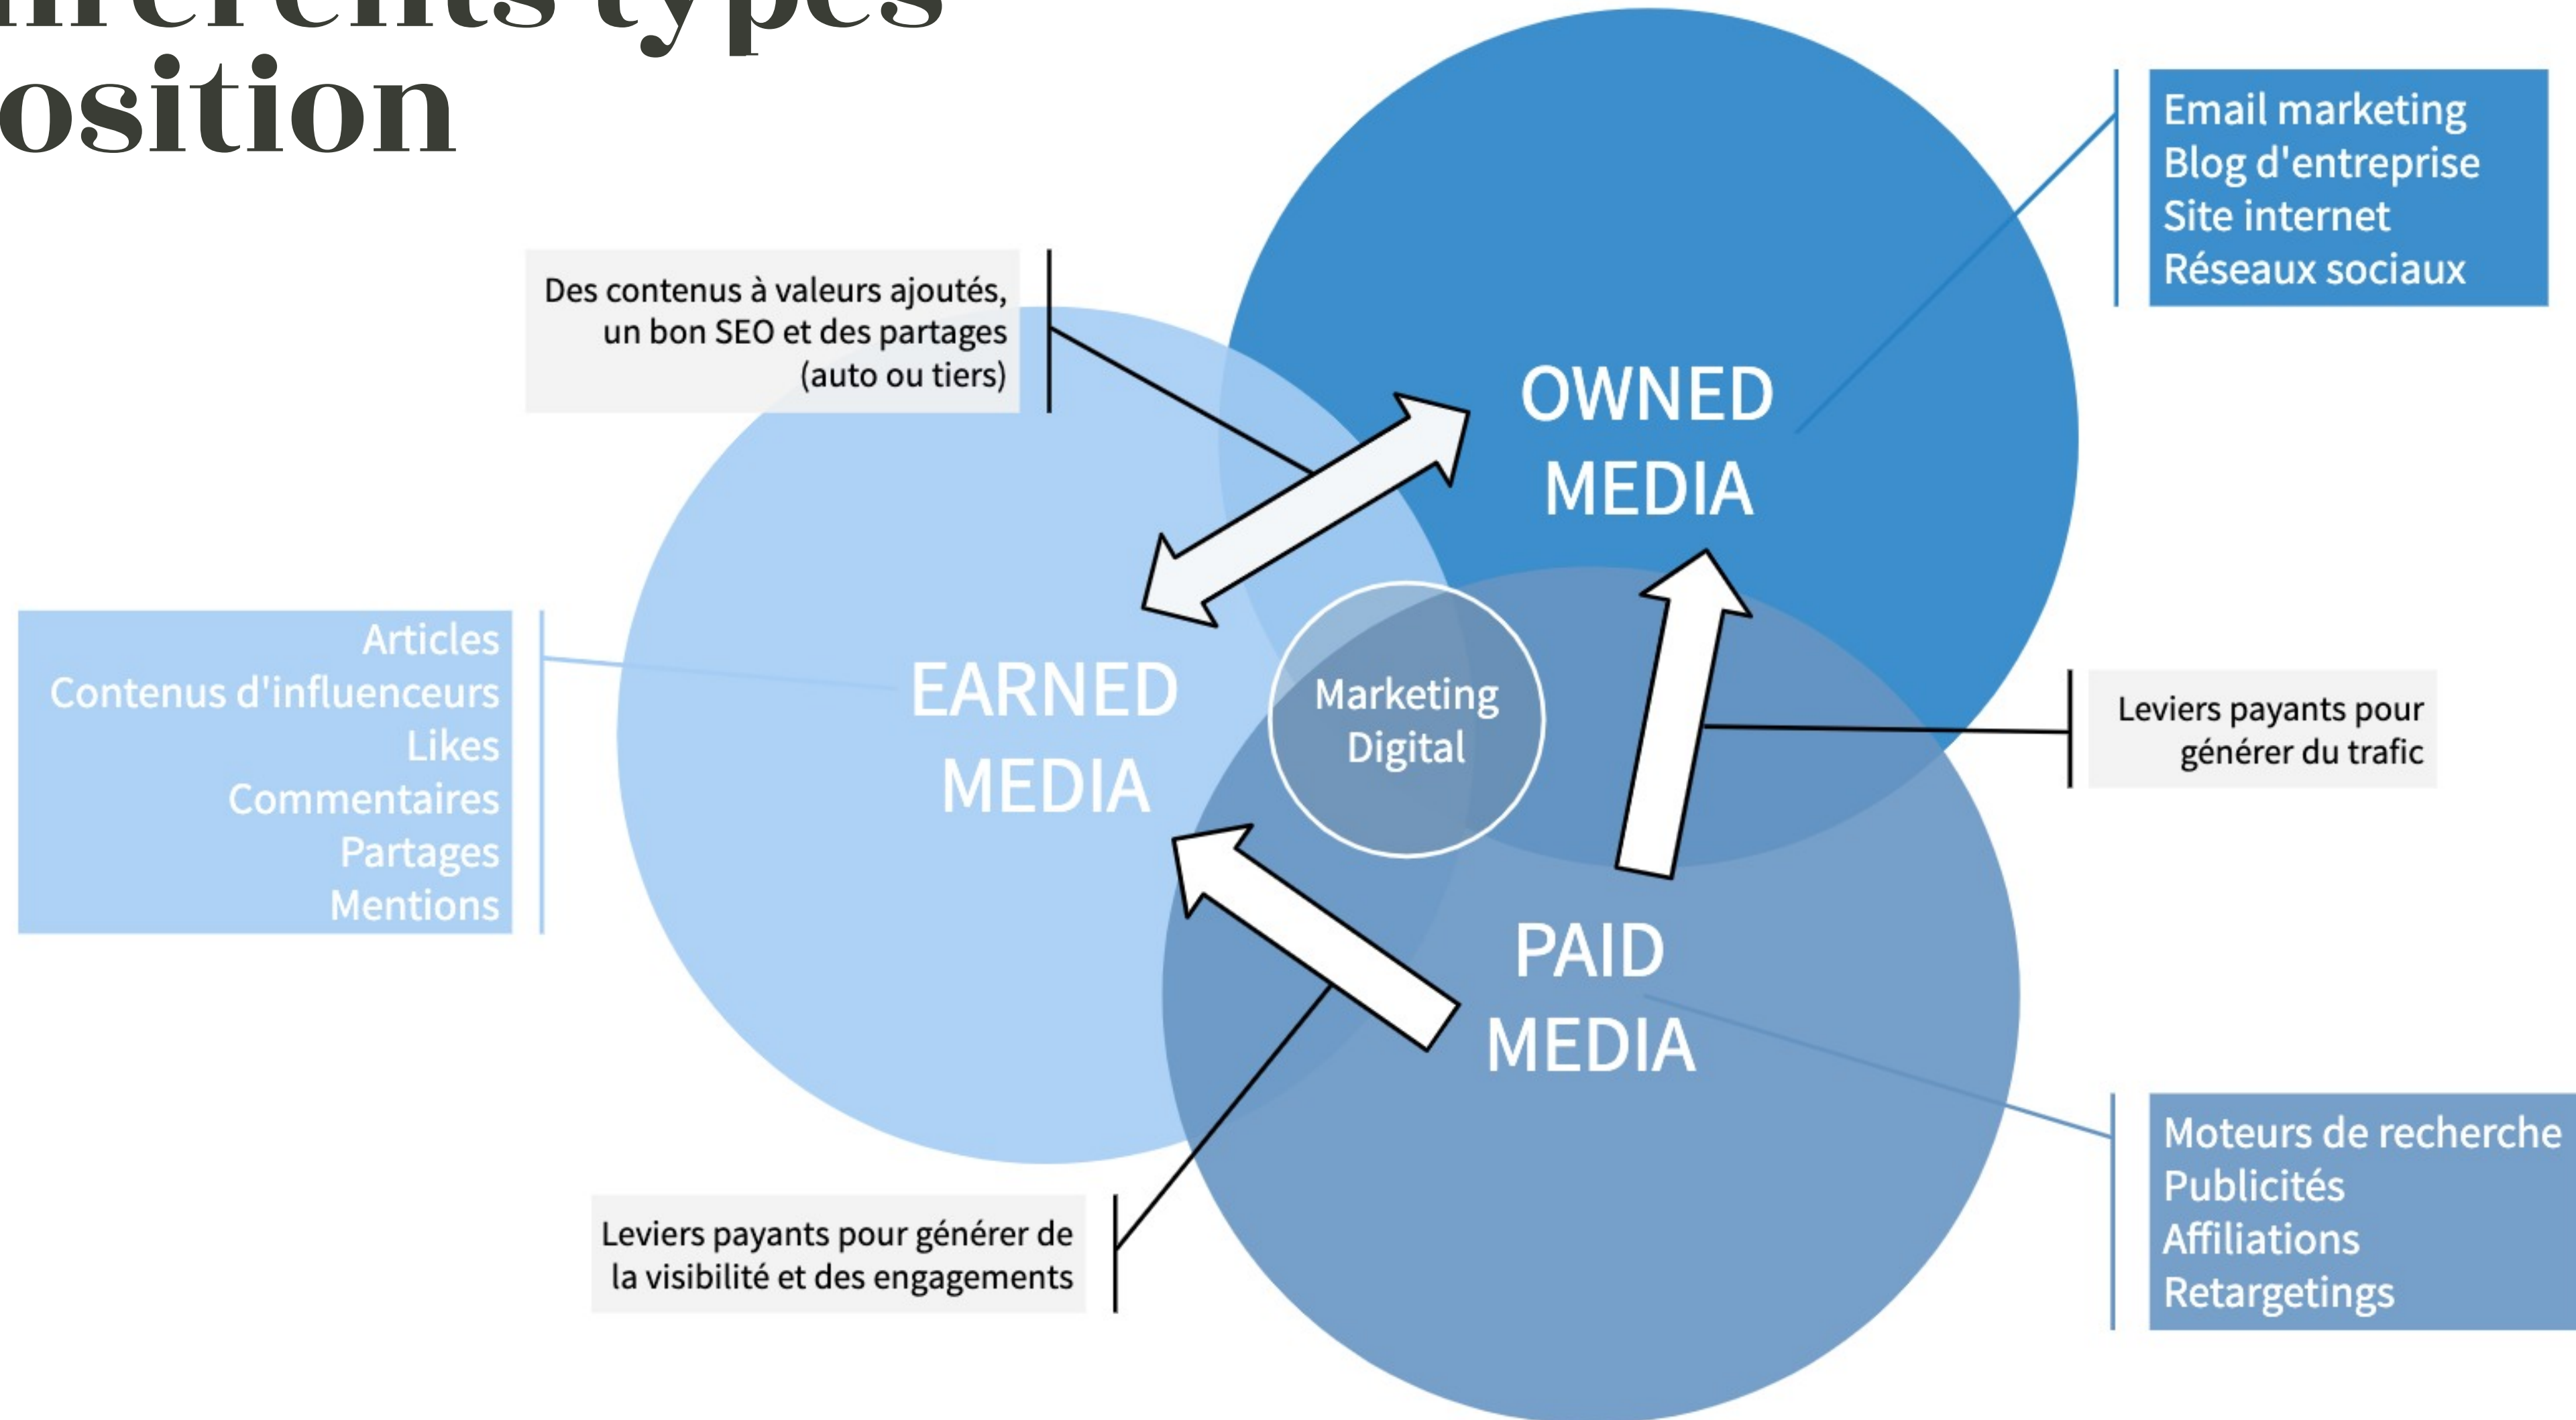 types
osition
Des contenus à valeurs ajoutés,
un bon SEO et des partages
(auto ou tiers)
Email marketing
Blog d'entreprise
Site internet
Réseaux sociaux
OWNED
MEDIA
Articles
Contenus d'influenceurs
Likes
Commentaires
Partages
Mentions
EARNED
MEDIA
Marketing
Digital
Leviers payants pour
générer du trafic
PAID
MEDIA
Leviers payants pour générer de
la visibilité et des engagements
Moteurs de recherche
Publicités
Affiliations
Retargetings